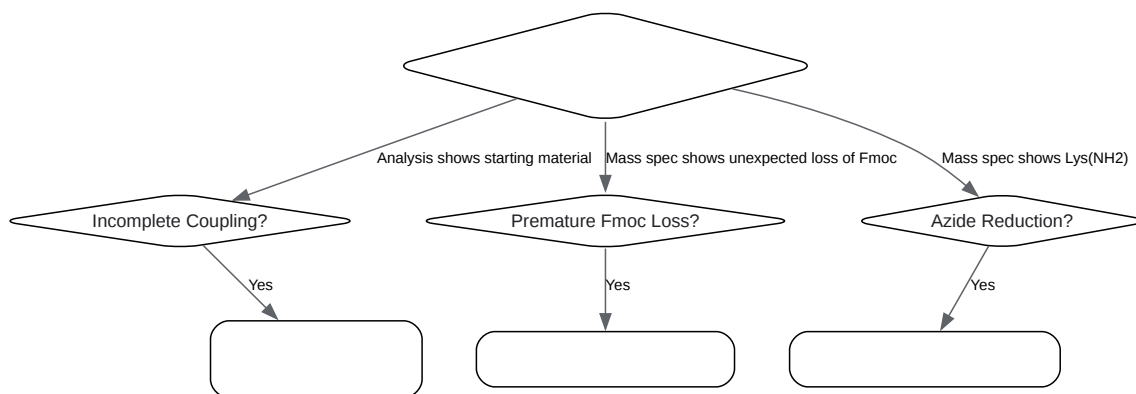 Analysis shows starting material
Mass spec shows unexpected loss of Fmoc
Mass spec shows Lys(NH2)
Incomplete Coupling?
Premature Fmoc Loss?
Azide Reduction?
Yes
Yes
Yes